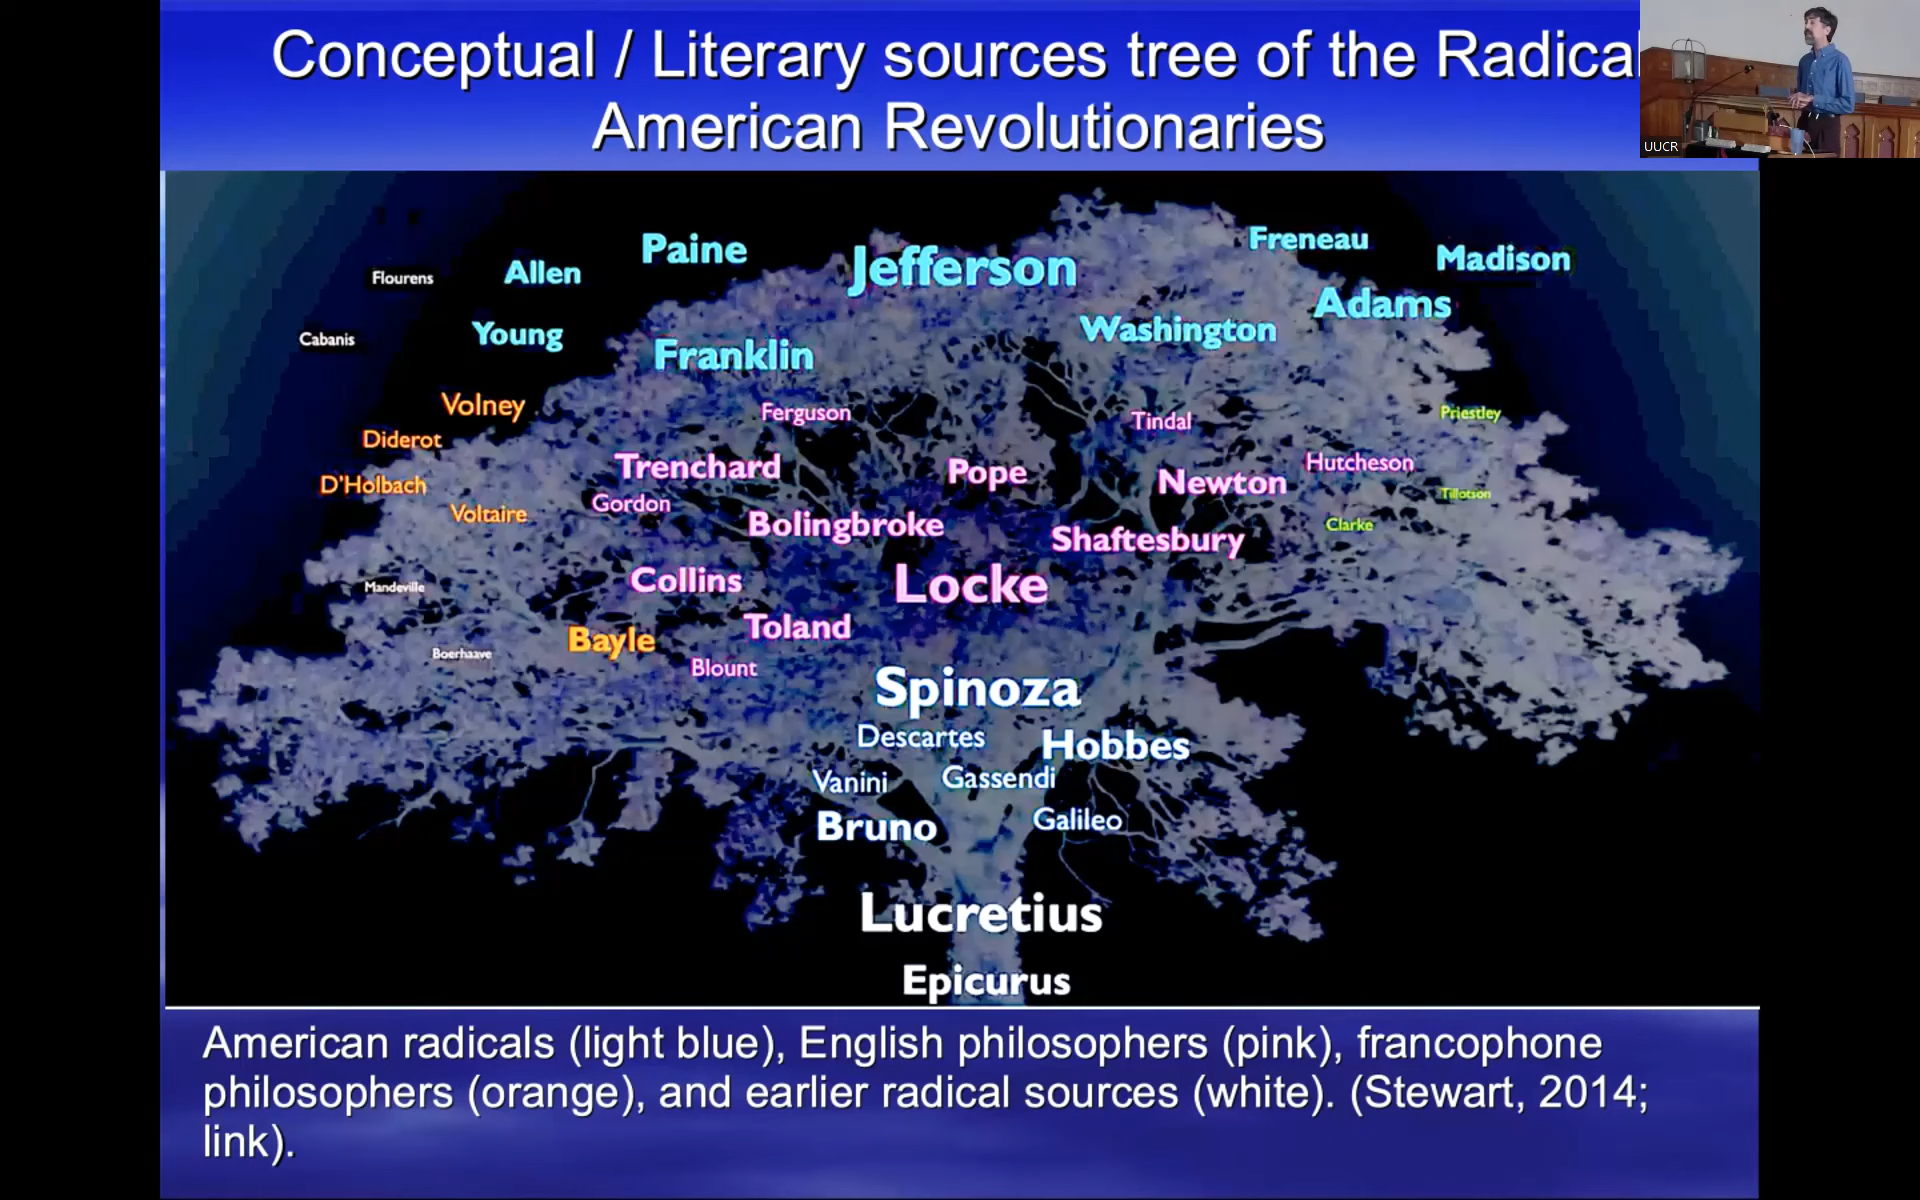 Conceptual / Literary sources tree of the Radical
American Revolutionaries
UUCR
Freneau
Paine
Madison
Jefferson
Allen
Flourens
Adams
Washington
Young
Cabanis
Franklin
Volney
Ferguson
Priestley
Tindal
Diderot
Hutcheson
Trenchard
Pope
Newton
D'Holbach
Tillotson
Gordon
Voltaire
Bolingbroke
Clarke
Shaftesbury
Collins
Locke
Mandeville
Toland
Bayle
Boerhaave
Blount
Spinoza
Descartes
Hobbes
Vanini
Gassendi
Bruno
Galileo
Lucretius
Epicurus
American radicals (light blue), English philosophers (pink), francophone
philosophers (orange), and earlier radical sources (white). (Stewart, 2014;
link).